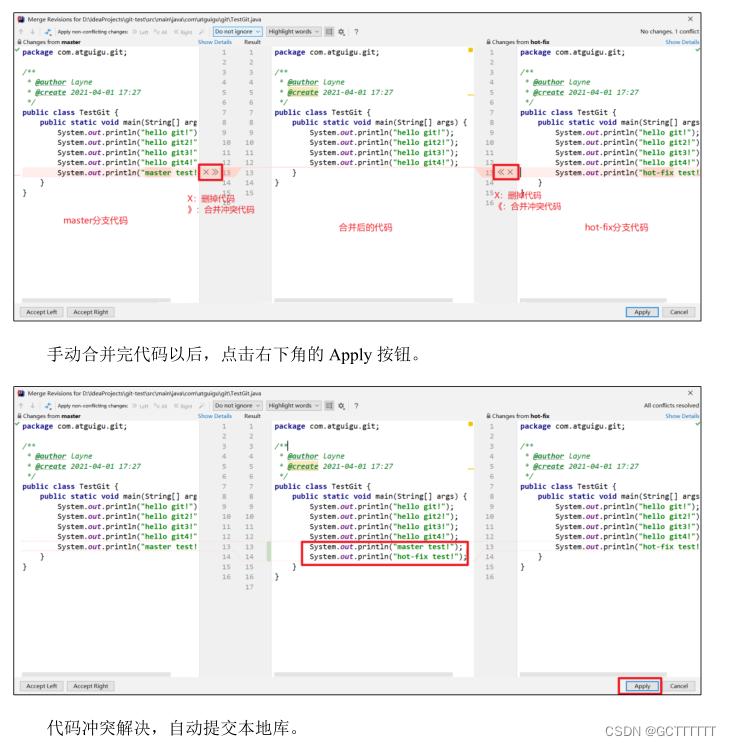 Merge Revisions for D:\IdeaProjects\git-test\src\main\java\com\atguigu\git\TestGit.java
Apply non-conflicting changes: Left All Right Do not ignore Highlight words ? No changes. 1 conflict
Changes from master Show Details Result Changes from hot-fix Show Details
package com.atguigu.git;
/**
* @author layne
* @create 2021-04-01 17:27
*/
public class TestGit {
public static void main(String[] arg
System.out.println("hello git!")
System.out.println("hello git2!"
System.out.println("hello git3!"
System.out.println("hello git4!"
System.out.println("master test!
}
}
master分支代码
X：删掉代码
》：合并冲突代码
package com.atguigu.git;
/**
* @author layne
* @create 2021-04-01 17:27
*/
public class TestGit {
public static void main(String[] args) {
System.out.println("hello git!");
System.out.println("hello git2!");
System.out.println("hello git3!");
System.out.println("hello git4!");
}
}
合并后的代码
package com.atguigu.git;
/**
* @author layne
* @create 2021-04-01 17:27
*/
public class TestGit {
public static void main(String[] args
System.out.println("hello git!");
System.out.println("hello git2!");
System.out.println("hello git3!");
System.out.println("hello git4!")
System.out.println("hot-fix test!
}
}
X：删掉代码
《：合并冲突代码
hot-fix分支代码
Accept Left Accept Right Apply Cancel
手动合并完代码以后，点击右下角的 Apply 按钮。
Merge Revisions for D:\IdeaProjects\git-test\src\main\java\com\atguigu\git\TestGit.java
Apply non-conflicting changes: Left All Right Do not ignore Highlight words ? All conflicts resolved
Changes from master Show Details Result Changes from hot-fix Show Details
package com.atguigu.git;
/**
* @author layne
* @create 2021-04-01 17:27
*/
public class TestGit {
public static void main(String[] arg
System.out.println("hello git!")
System.out.println("hello git2!"
System.out.println("hello git3!"
System.out.println("hello git4!"
System.out.println("master test!
}
}
package com.atguigu.git;
/**
* @author layne
* @create 2021-04-01 17:27
*/
public class TestGit {
public static void main(String[] args) {
System.out.println("hello git!");
System.out.println("hello git2!");
System.out.println("hello git3!");
System.out.println("hello git4!");
System.out.println("master test!");
System.out.println("hot-fix test!");
}
}
package com.atguigu.git;
/**
* @author layne
* @create 2021-04-01 17:27
*/
public class TestGit {
public static void main(String[] args
System.out.println("hello git!");
System.out.println("hello git2!");
System.out.println("hello git3!");
System.out.println("hello git4!")
System.out.println("hot-fix test!
}
}
Accept Left Accept Right Apply Cancel
代码冲突解决，自动提交本地库。
CSDN @GCTTTTTT